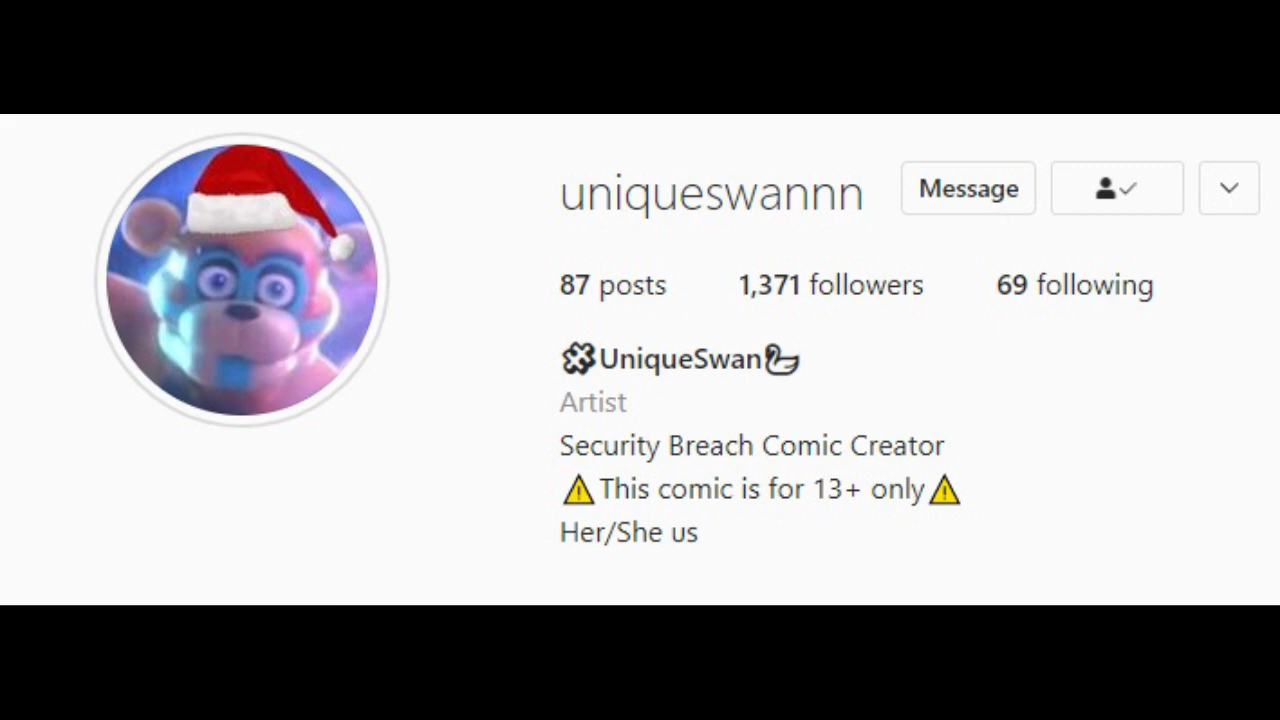 uniqueswannn Message
87 posts 1,371 followers 69 following
UniqueSwan
Artist
Security Breach Comic Creator
⚠This comic is for 13+ only⚠
Her/She us